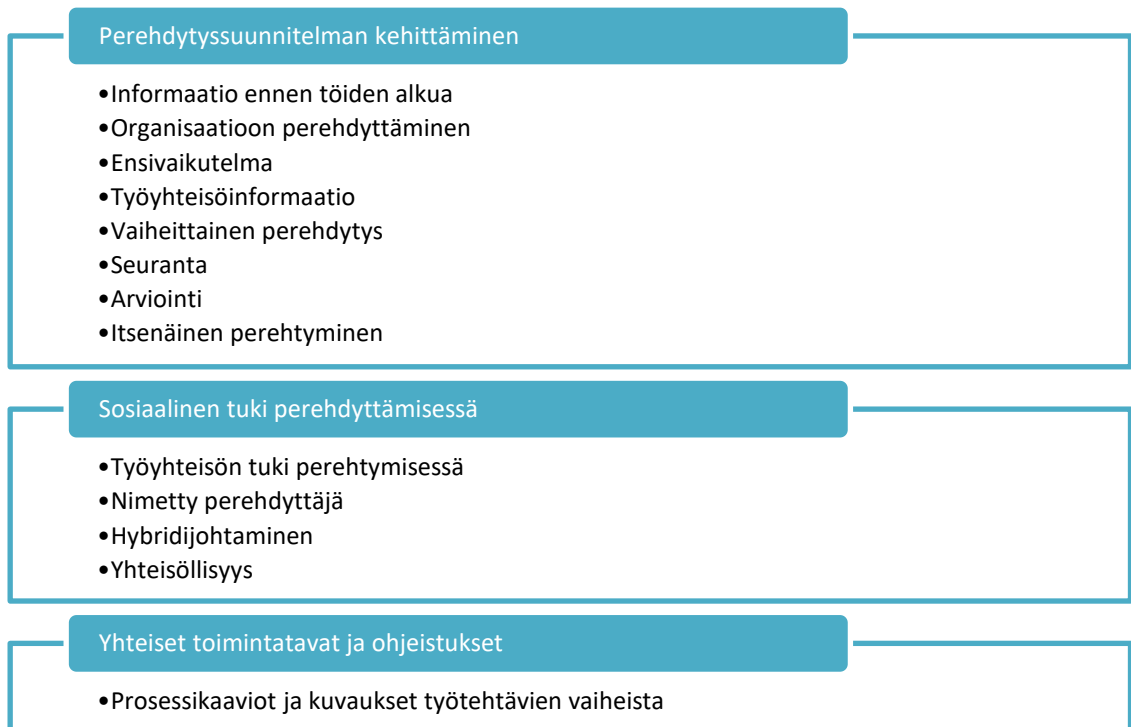 Perehdytyssuunnitelman kehittäminen
•Informaatio ennen töiden alkua
•Organisaatioon perehdyttäminen
•Ensivaikutelma
•Työyhteisöinformaatio
•Vaiheittainen perehdytys
•Seuranta
•Arviointi
•Itsenäinen perehtyminen
Sosiaalinen tuki perehdyttämisessä
•Työyhteisön tuki perehtymisessä
•Nimetty perehdyttäjä
•Hybridijohtaminen
•Yhteisöllisyys
Yhteiset toimintatavat ja ohjeistukset
•Prosessikaaviot ja kuvaukset työtehtävien vaiheista